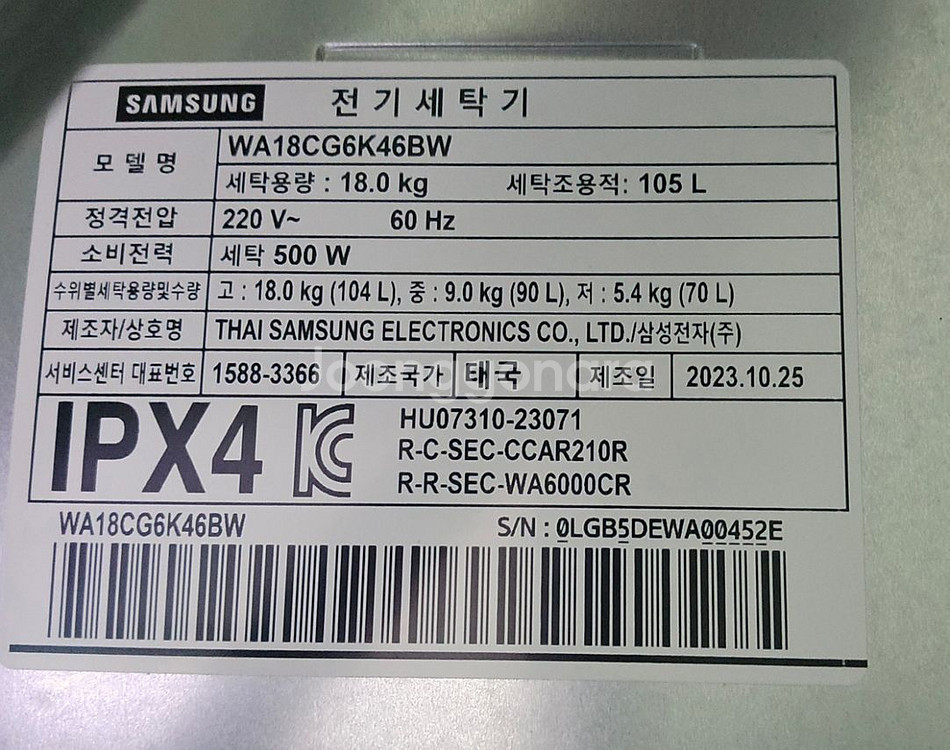 SAMSUNG 전기세탁기
모델명 WA18CG6K46BW
세탁용량 : 18.0 kg 세탁조용적: 105 L
정격전압 220 V~ 60 Hz
소비전력 세탁 500 W
수위별세탁용량및수량 고 : 18.0 kg (104 L), 중 : 9.0 kg (90 L), 저 : 5.4 kg (70 L)
제조자/상호명 THAI SAMSUNG ELECTRONICS CO., LTD./삼성전자(주)
서비스센터 대표번호 1588-3366 제조국가 태국 제조일 2023.10.25
joonggonara
IPX4 KC HU07310-23071
R-C-SEC-CCAR210R
R-R-SEC-WA6000CR
WA18CG6K46BW S/N : 0LGB5DEWA00452E